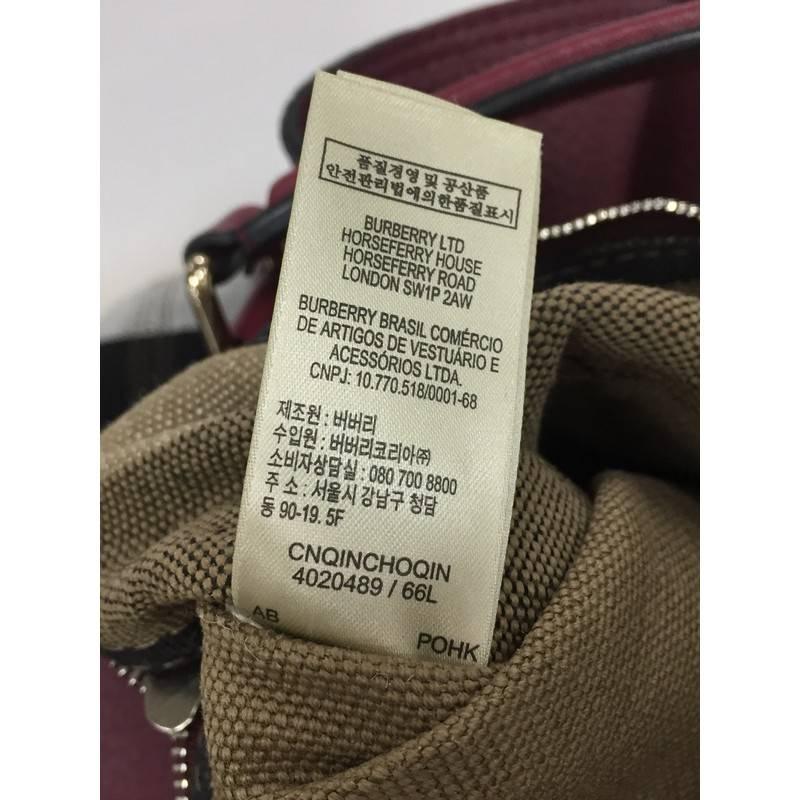 품질경영 및 공산품
안전관리법에의한품질표시
BURBERRY LTD
HORSEFERRY HOUSE
HORSEFERRY ROAD
LONDON SW1P 2AW
BURBERRY BRASIL COMÉRCIO
DE ARTIGOS DE VESTUÁRIO E
ACESSÓRIOS LTDA.
CNPJ: 10.770.518/0001-68
제조원 : 버버리
수입원 : 버버리코리아㈜
소비자상담실 : 080 700 8800
주 소 : 서울시 강남구 청담
동 90-19. 5F
CNQINCHOQIN
4020489 / 66L
AB
POHK